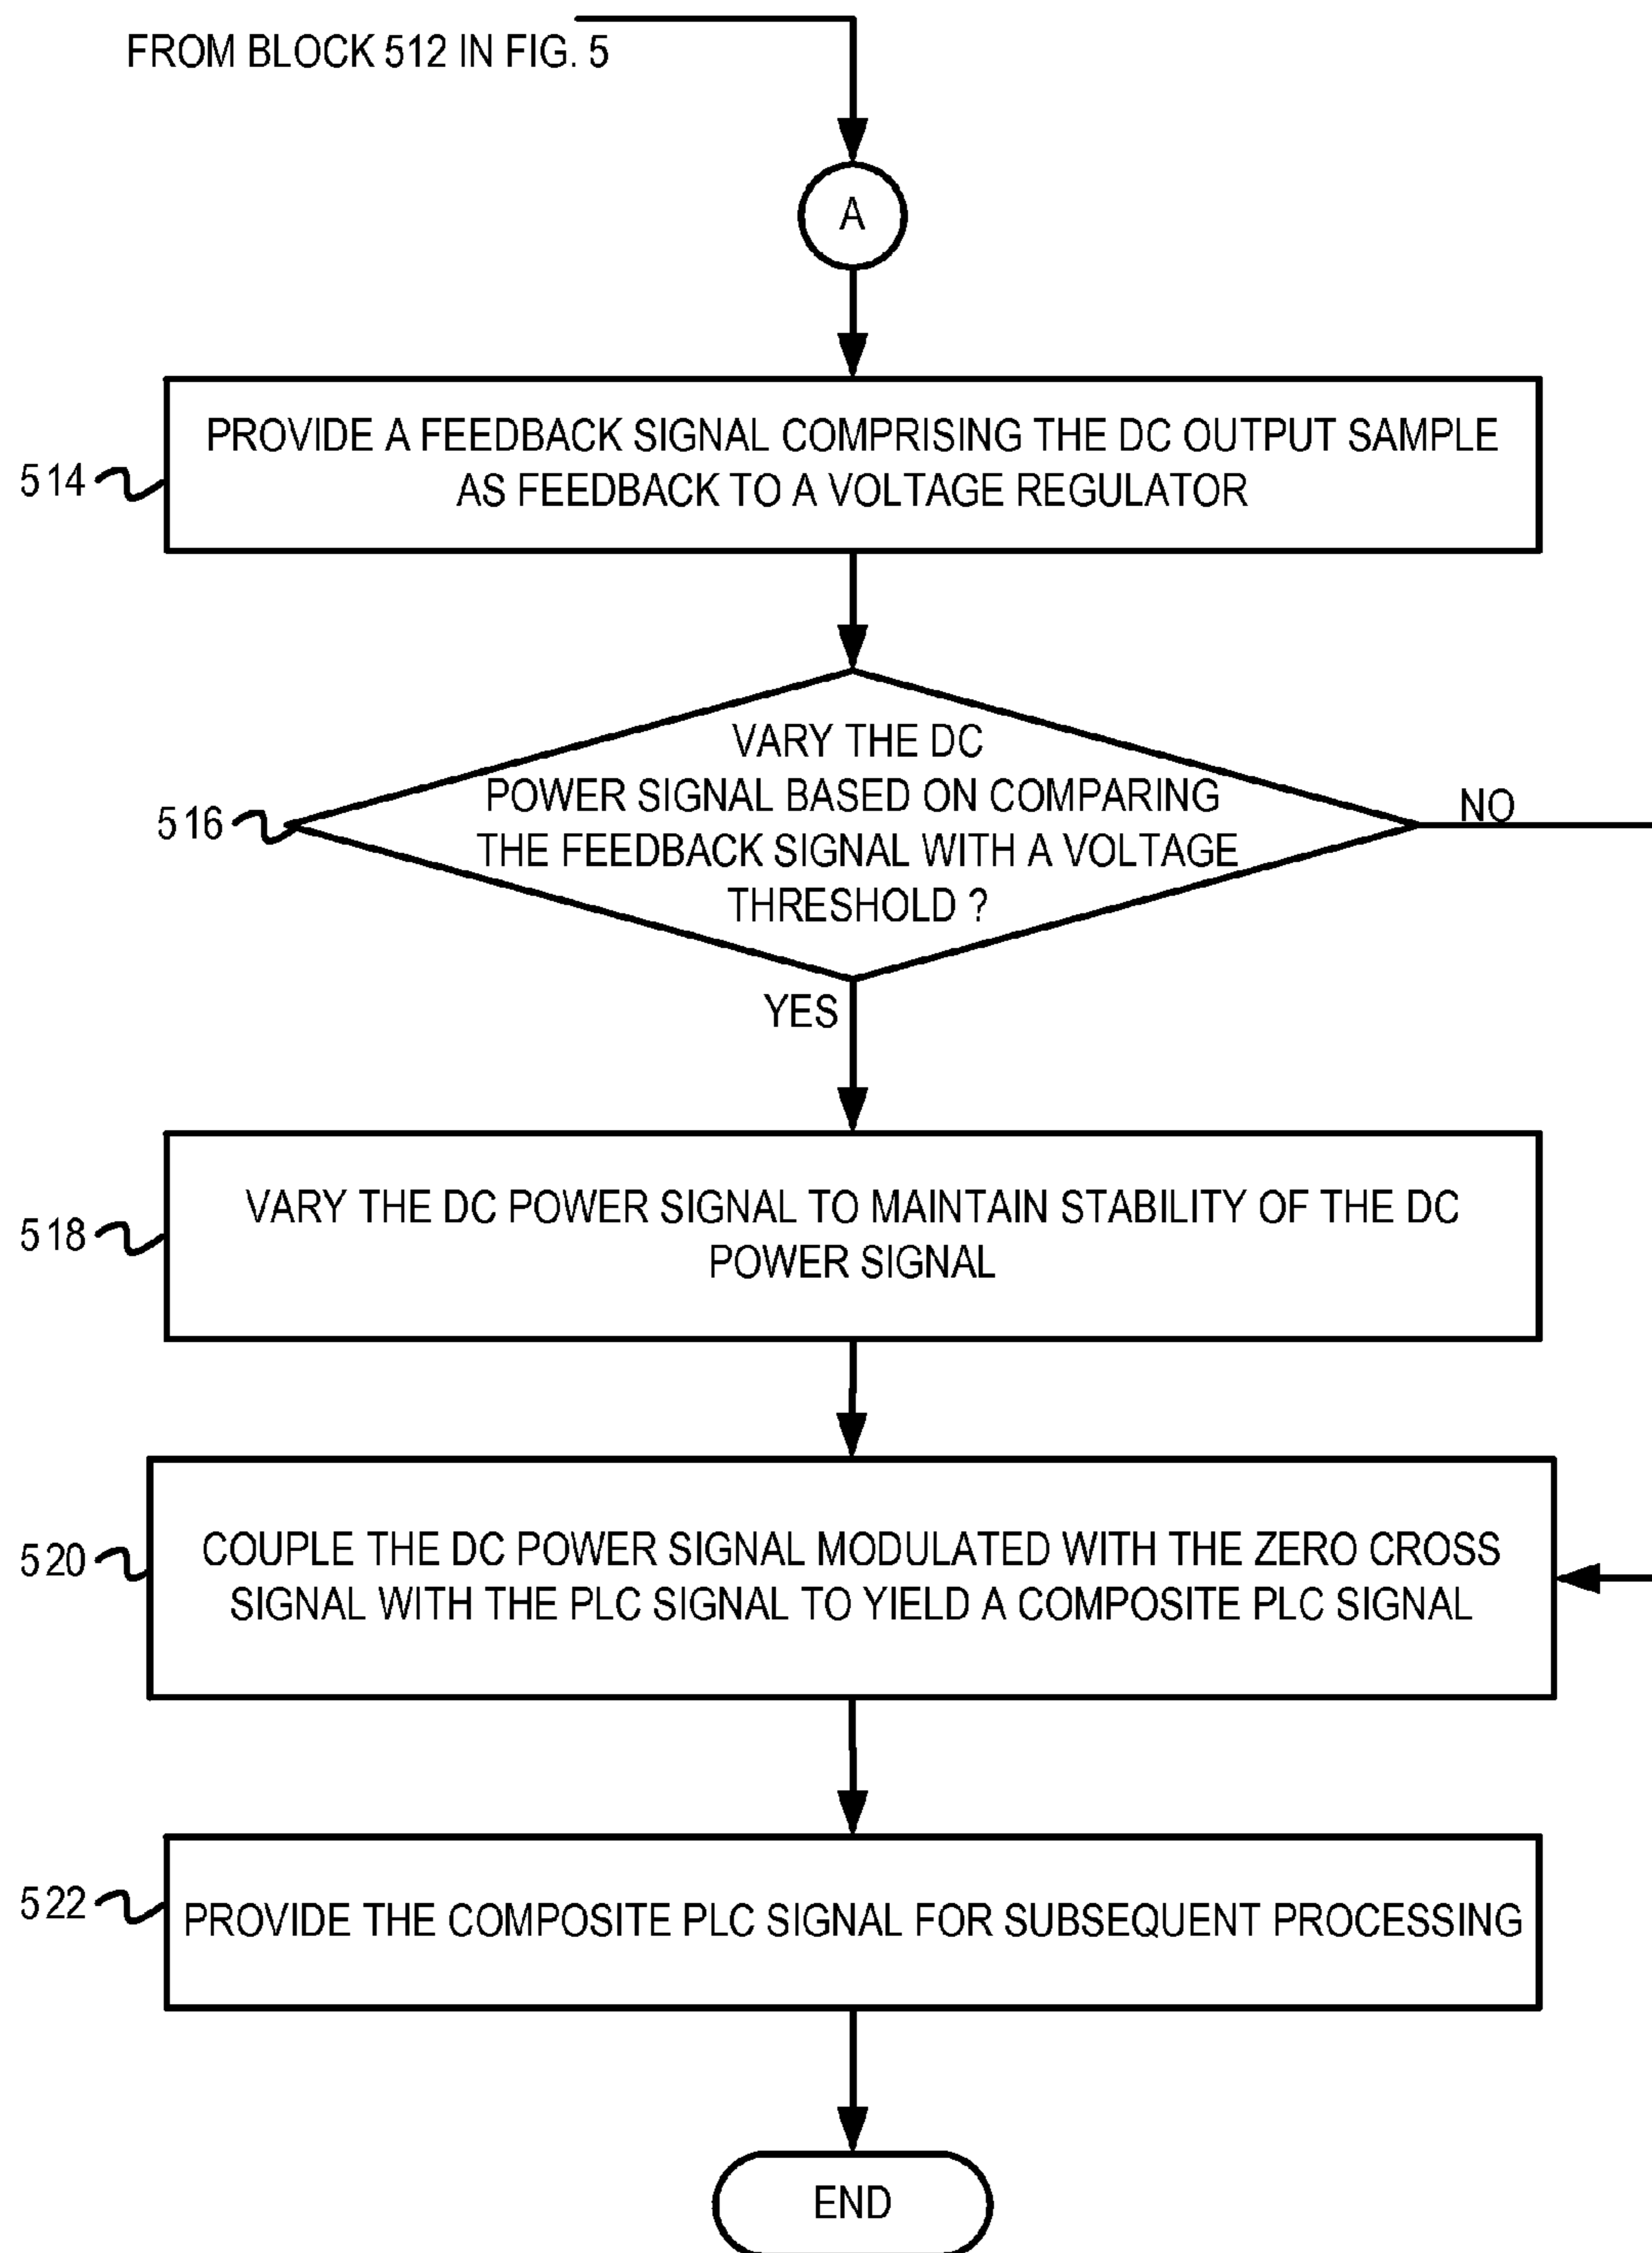 FROM BLOCK 512 IN FIG. 5
A
514
PROVIDE A FEEDBACK SIGNAL COMPRISING THE DC OUTPUT SAMPLE
AS FEEDBACK TO A VOLTAGE REGULATOR
516
VARY THE DC
POWER SIGNAL BASED ON COMPARING
THE FEEDBACK SIGNAL WITH A VOLTAGE
THRESHOLD ?
NO
YES
518
VARY THE DC POWER SIGNAL TO MAINTAIN STABILITY OF THE DC
POWER SIGNAL
520
COUPLE THE DC POWER SIGNAL MODULATED WITH THE ZERO CROSS
SIGNAL WITH THE PLC SIGNAL TO YIELD A COMPOSITE PLC SIGNAL
522
PROVIDE THE COMPOSITE PLC SIGNAL FOR SUBSEQUENT PROCESSING
END